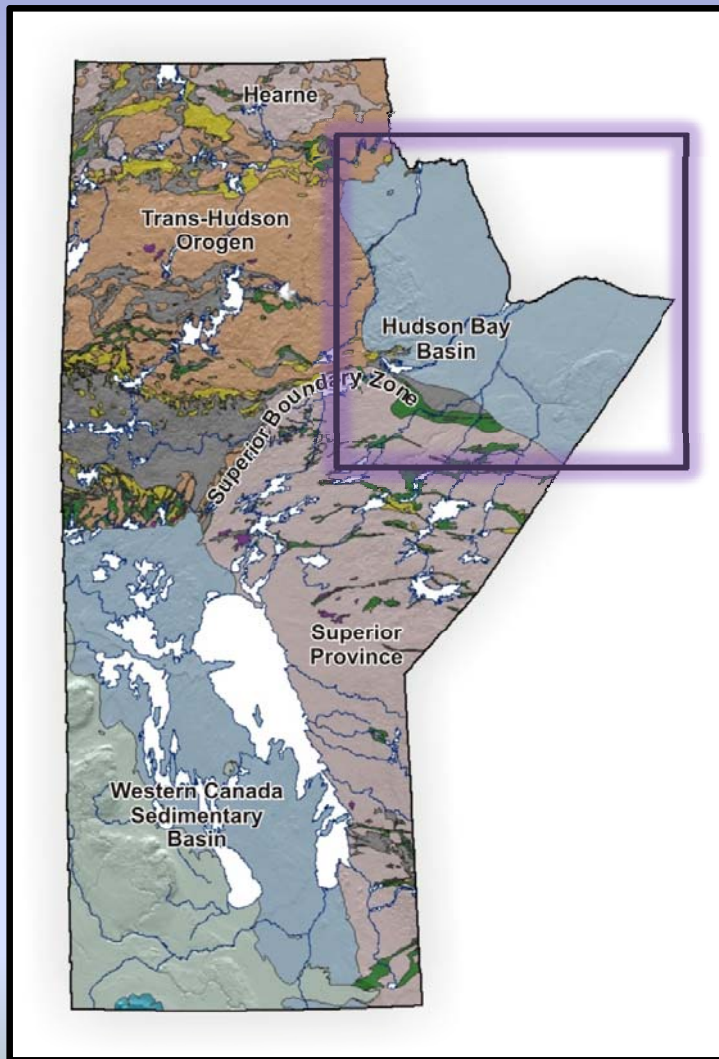 Hearne
Trans-Hudson
Orogen
Hudson Bay
Basin
Superior Boundary Zone
Superior
Province
Western Canada
Sedimentary
Basin